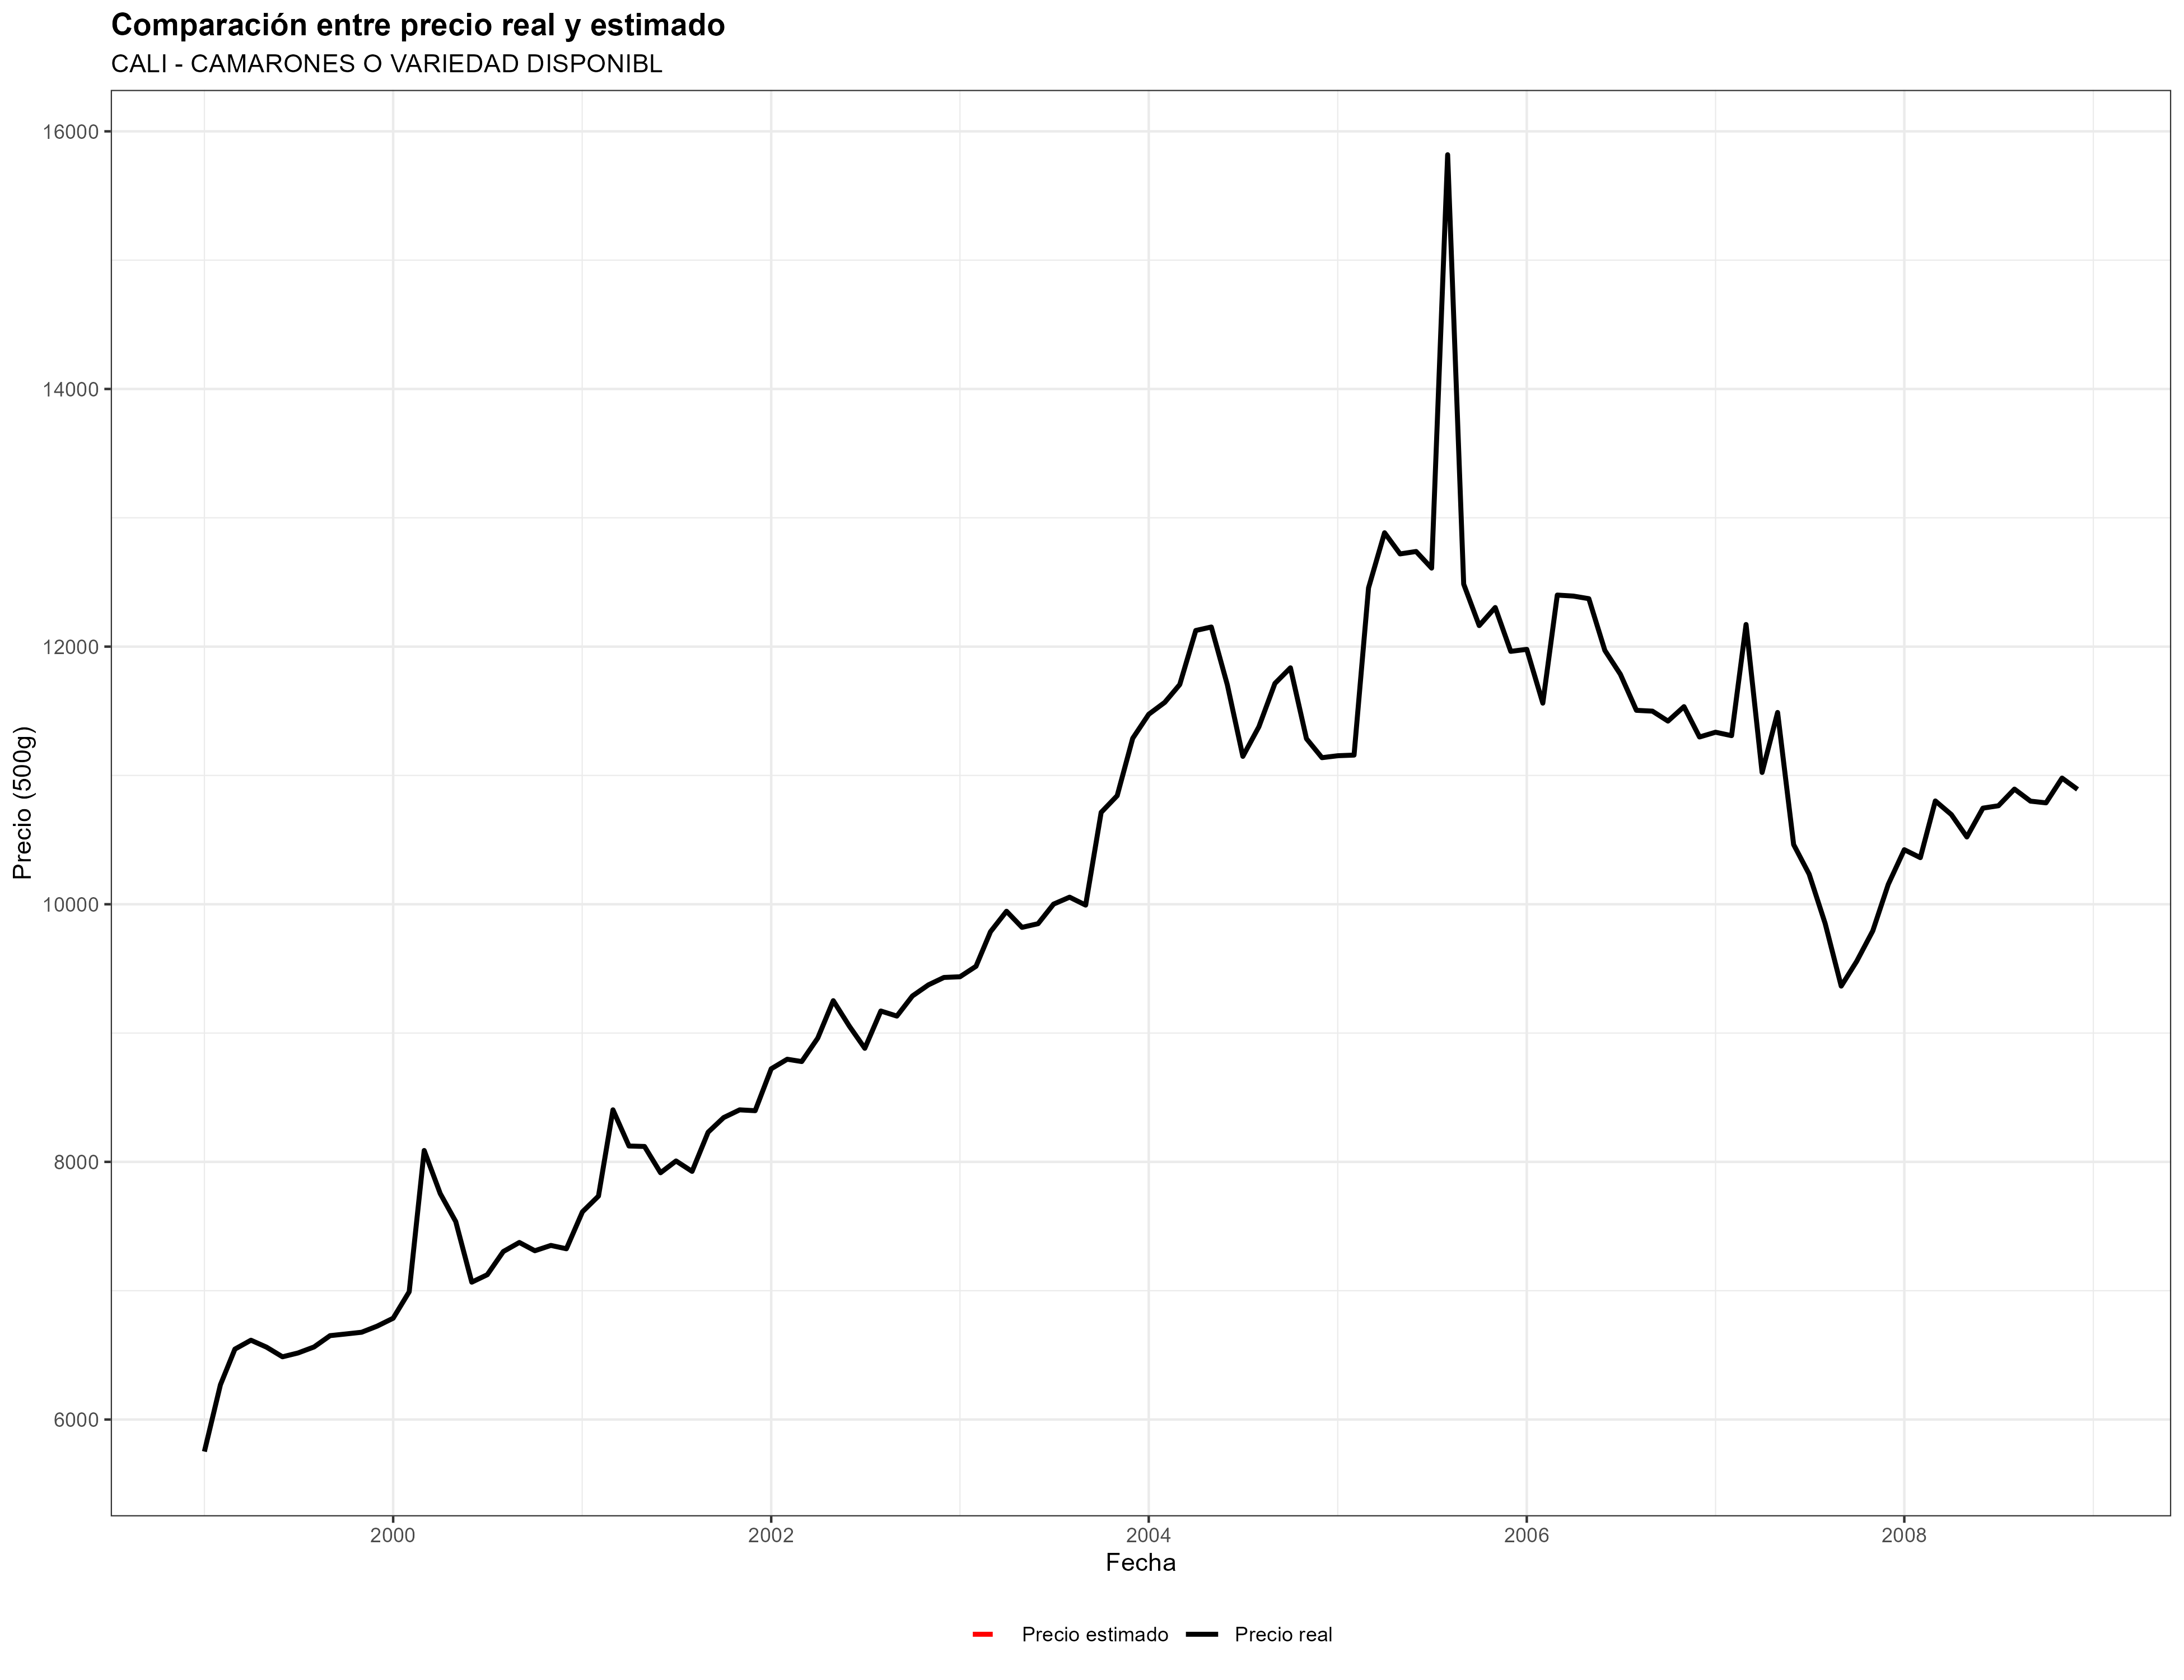 Comparación entre precio real y estimado
CALI - CAMARONES O VARIEDAD DISPONIBL
16000
14000
12000
10000
8000
6000
Precio (500g)
2000 2002 2004 2006 2008
Fecha
Precio estimado Precio real